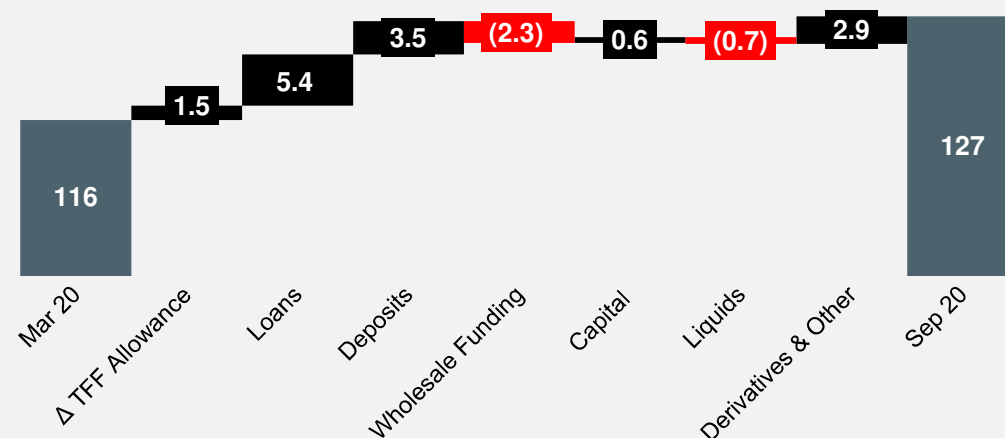 116
1.5
5.4
3.5
(2.3)
0.6
(0.7)
2.9
127
Mar 20
Δ TFF Allowance
Loans
Deposits
Wholesale Funding
Capital
Liquids
Derivatives & Other
Sep 20